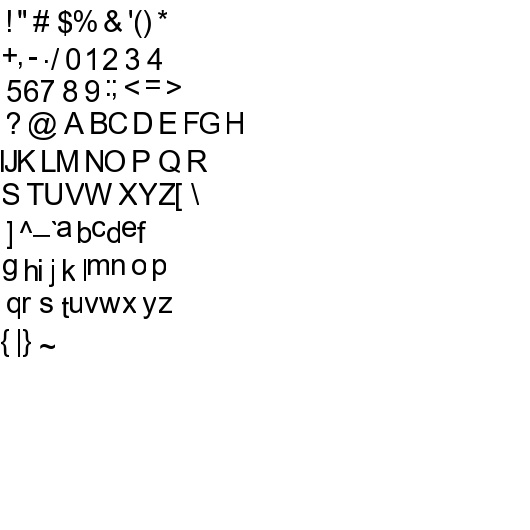 ! " # $% & '() *
+,- ./ 0 1 2 3 4
567 8 9 :; < = >
? @ A BC D E FG H
IJK LM NO P Q R
S TUVW XYZ[ \
] ^_`a bcdef
g hi j k lmn o p
qr s tuvwx yz
{ |} ~